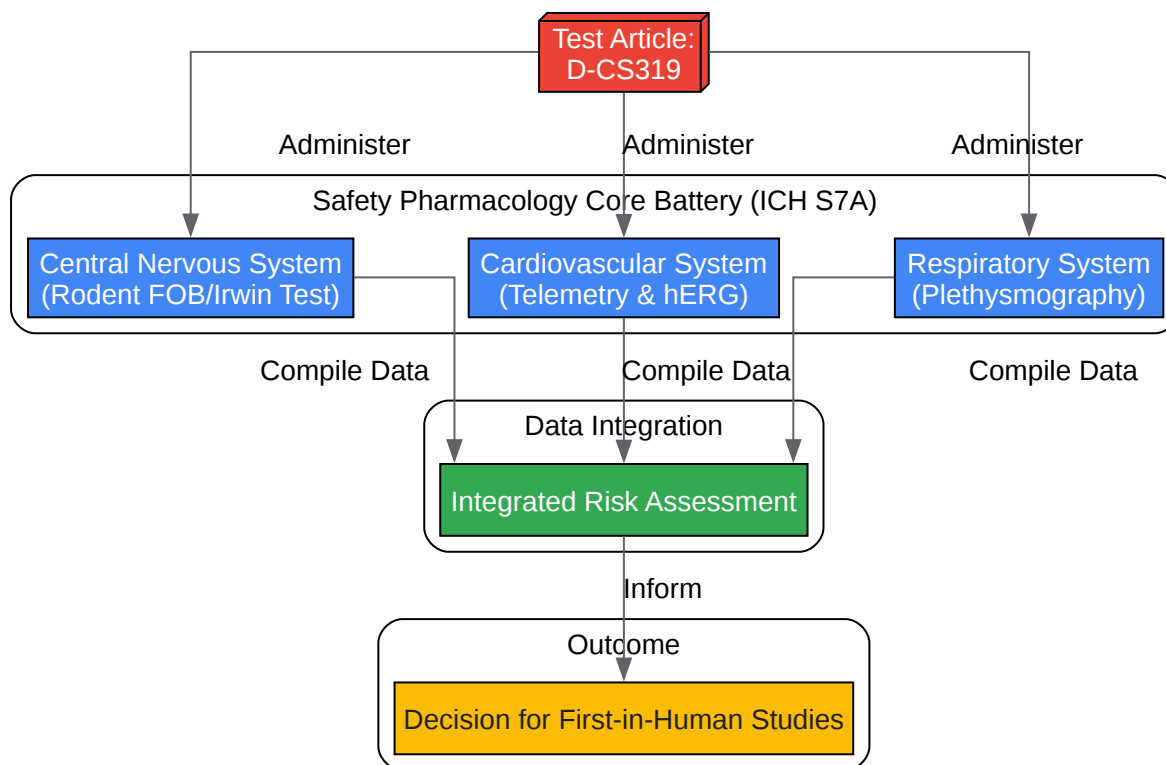 Test Article:
D-CS319
Administer
Administer
Administer
Safety Pharmacology Core Battery (ICH S7A)
Central Nervous System
(Rodent FOB/Irwin Test)
Cardiovascular System
(Telemetry & hERG)
Respiratory System
(Plethysmography)
Compile Data
Compile Data
Compile Data
Data Integration
Integrated Risk Assessment
Inform
Outcome
Decision for First-in-Human Studies